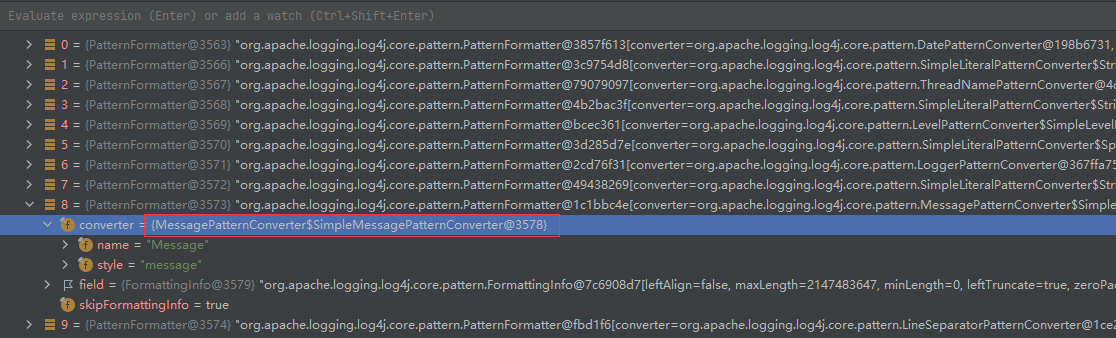 Evaluate expression (Enter) or add a watch (Ctrl+Shift+Enter)
0 = {PatternFormatter@3563} "org.apache.logging.log4j.core.pattern.PatternFormatter@3857f613[converter=org.apache.logging.log4j.core.pattern.DatePatternConverter@198b6731,
1 = {PatternFormatter@3566} "org.apache.logging.log4j.core.pattern.PatternFormatter@3c9754d8[converter=org.apache.logging.log4j.core.pattern.SimpleLiteralPatternConverter$Str
2 = {PatternFormatter@3567} "org.apache.logging.log4j.core.pattern.PatternFormatter@79079097[converter=org.apache.logging.log4j.core.pattern.ThreadNamePatternConverter@4c
3 = {PatternFormatter@3568} "org.apache.logging.log4j.core.pattern.PatternFormatter@4b2bac3f[converter=org.apache.logging.log4j.core.pattern.SimpleLiteralPatternConverter$Stri
4 = {PatternFormatter@3569} "org.apache.logging.log4j.core.pattern.PatternFormatter@bcec361[converter=org.apache.logging.log4j.core.pattern.LevelPatternConverter$SimpleLevel
5 = {PatternFormatter@3570} "org.apache.logging.log4j.core.pattern.PatternFormatter@3d285d7e[converter=org.apache.logging.log4j.core.pattern.SimpleLiteralPatternConverter$Sp
6 = {PatternFormatter@3571} "org.apache.logging.log4j.core.pattern.PatternFormatter@2cd76f31[converter=org.apache.logging.log4j.core.pattern.LoggerPatternConverter@367ffa75
7 = {PatternFormatter@3572} "org.apache.logging.log4j.core.pattern.PatternFormatter@49438269[converter=org.apache.logging.log4j.core.pattern.SimpleLiteralPatternConverter$Str
8 = {PatternFormatter@3573} "org.apache.logging.log4j.core.pattern.PatternFormatter@1c1bbc4e[converter=org.apache.logging.log4j.core.pattern.MessagePatternConverter$Simple
converter = {MessagePatternConverter$SimpleMessagePatternConverter@3578}
name = "Message"
style = "message"
field = {FormattingInfo@3579} "org.apache.logging.log4j.core.pattern.FormattingInfo@7c6908d7[leftAlign=false, maxLength=2147483647, minLength=0, leftTruncate=true, zeroPac
skipFormattingInfo = true
9 = {PatternFormatter@3574} "org.apache.logging.log4j.core.pattern.PatternFormatter@fbd1f6[converter=org.apache.logging.log4j.core.pattern.LineSeparatorPatternConverter@1ce2